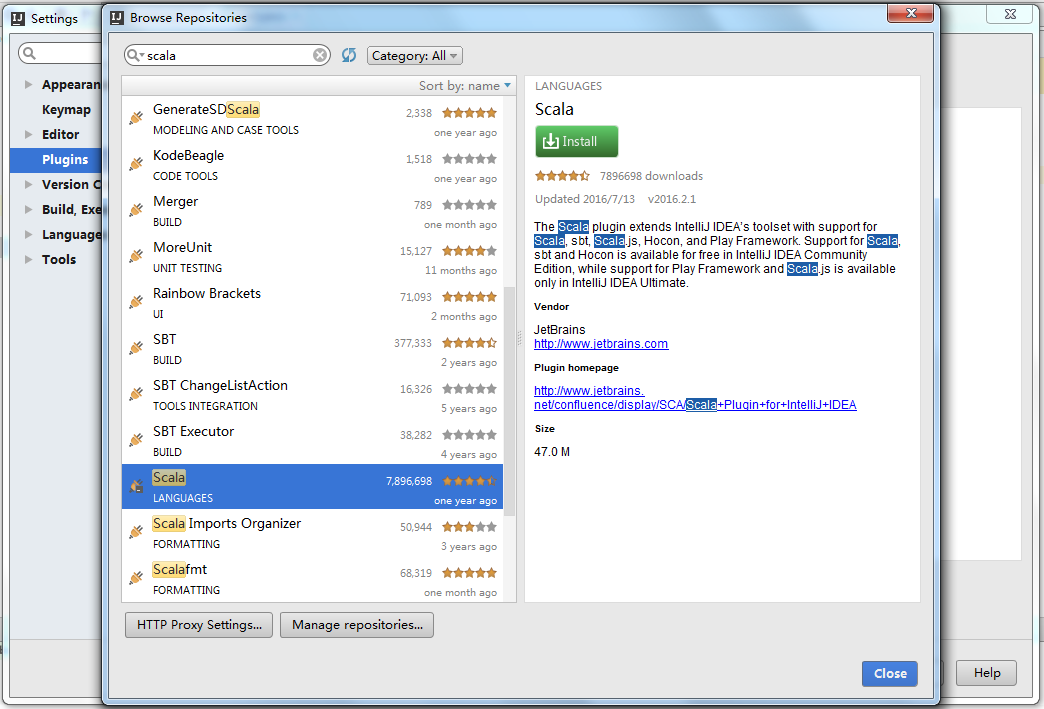 Settings
Browse Repositories
Appearan
Keymap
Editor
Plugins
Version C
Build, Exe
Language
Tools
scala
Category: All
Sort by: name
GenerateSDScala 2,338
MODELING AND CASE TOOLS one year ago
KodeBeagle 1,518
CODE TOOLS one year ago
Merger 789
BUILD one month ago
MoreUnit 15,127
UNIT TESTING 11 months ago
Rainbow Brackets 71,093
UI 2 months ago
SBT 377,333
BUILD 2 years ago
SBT ChangeListAction 16,326
TOOLS INTEGRATION 5 years ago
SBT Executor 38,282
BUILD 4 years ago
Scala 7,896,698
LANGUAGES one year ago
Scala Imports Organizer 50,944
FORMATTING 3 years ago
Scalafmt 68,319
FORMATTING one month ago
LANGUAGES
Scala
Install
7896698 downloads
Updated 2016/7/13 v2016.2.1
The Scala plugin extends IntelliJ IDEA's toolset with support for
Scala, sbt, Scala.js, Hocon, and Play Framework. Support for Scala,
sbt and Hocon is available for free in IntelliJ IDEA Community
Edition, while support for Play Framework and Scala.js is available
only in IntelliJ IDEA Ultimate.
Vendor
JetBrains
http://www.jetbrains.com
Plugin homepage
http://www.jetbrains.
net/confluence/display/SCA/Scala+Plugin+for+IntelliJ+IDEA
Size
47.0 M
HTTP Proxy Settings...
Manage repositories...
Close
Help